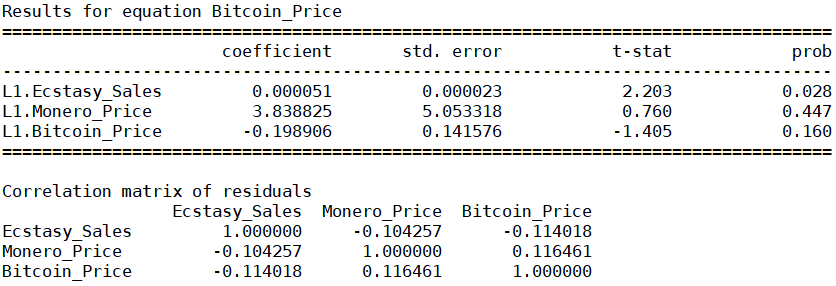 Results for equation Bitcoin_Price
==================================================================================
                      coefficient       std. error           t-stat            prob
----------------------------------------------------------------------------------
L1.Ecstasy_Sales         0.000051         0.000023            2.203           0.028
L1.Monero_Price          3.838825         5.053318            0.760           0.447
L1.Bitcoin_Price        -0.198906         0.141576           -1.405           0.160
==================================================================================
Correlation matrix of residuals
                 Ecstasy_Sales  Monero_Price  Bitcoin_Price
Ecstasy_Sales         1.000000     -0.104257      -0.114018
Monero_Price         -0.104257      1.000000       0.116461
Bitcoin_Price        -0.114018      0.116461       1.000000